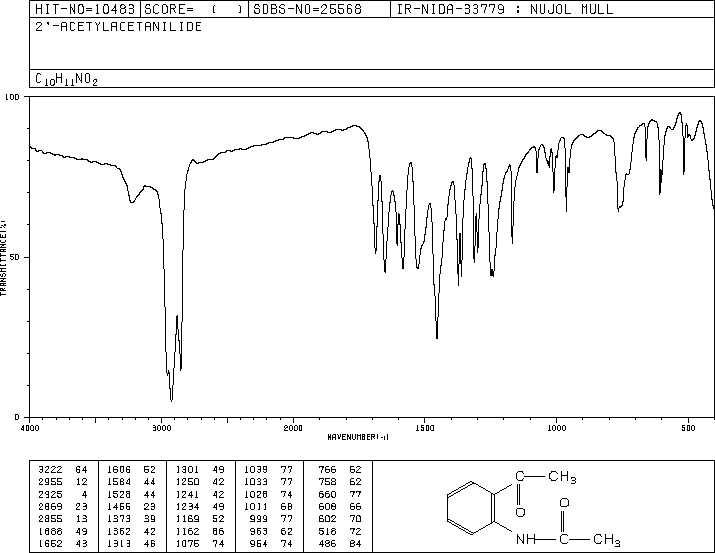 HIT-NO=10483 SCORE= ( ) SDBS-NO=25568 IR-NIDA-33779 : NUJOL MULL
2'-ACETYLACETANILIDE
C10H11NO2
100
50
0
TRANSMITTANCE(%)
4000 3000 2000 1500 1000 500
WAVENUMBER(-1)
3222 64 1606 52 1301 49 1039 77 766 62
2955 12 1584 44 1250 42 1033 77 758 62
2925 4 1528 44 1241 42 1028 74 660 77
2869 23 1455 23 1234 49 1011 68 608 66
2855 13 1373 39 1169 52 999 77 602 70
1688 49 1362 42 1162 86 963 62 518 72
1652 43 1313 46 1075 74 954 74 486 84
C CH3
O O
NH C CH3